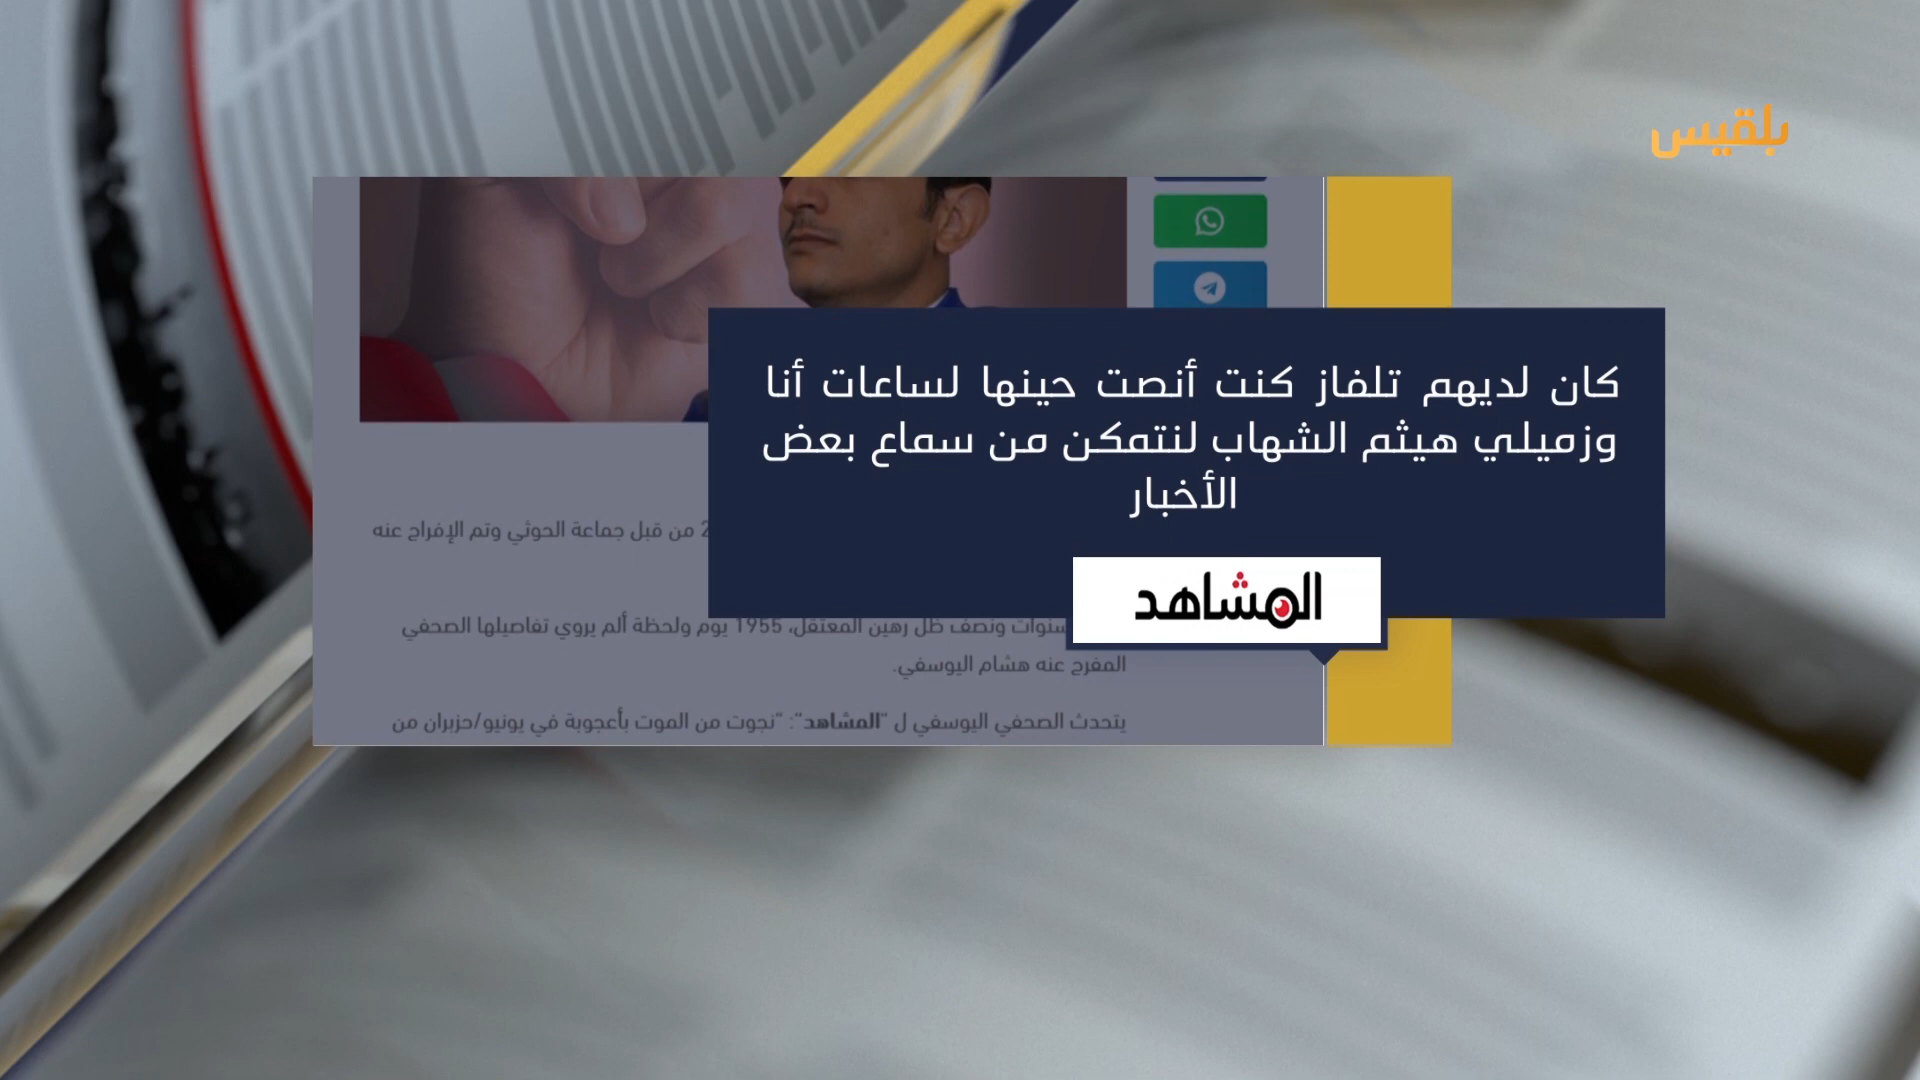 بلقيس
كان لديهم تلفاز كنت أنصت حينها لساعات أنا
وزميلي هيثم الشهاب لنتمكن من سماع بعض
الأخبار
المشاهد
من قبل جماعة الحوثي وتم الإفراج عنه
سنوات ونصف ظل رهين المعتقل، 1955 يوم ولحظة ألم يروي تفاصيلها الصحفي
المفرج عنه هشام اليوسفي.
يتحدث الصحفي اليوسفي ل "المشاهد": "نجوت من الموت بأعجوبة في يونيو/حزيران من